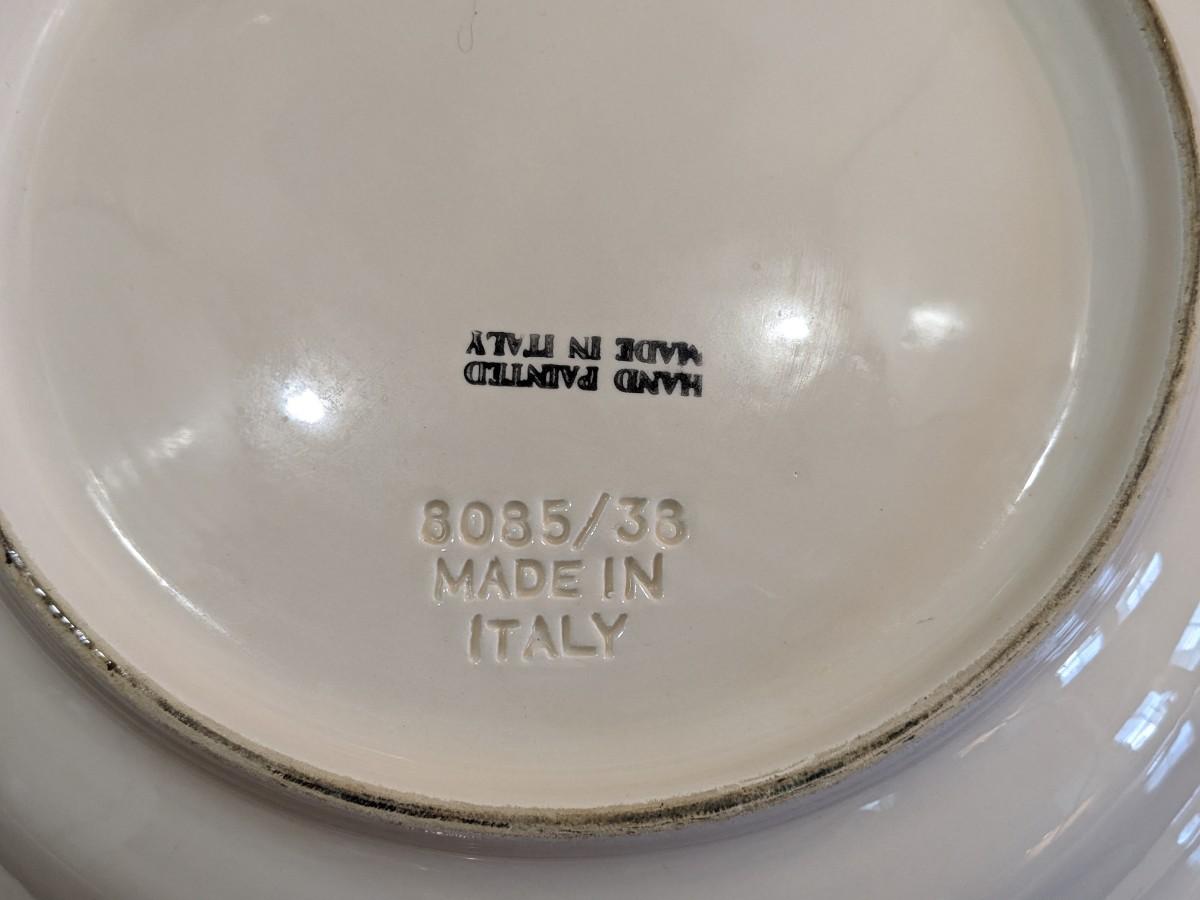 HAND PAINTED
MADE IN ITALY
8085/38
MADE IN
ITALY